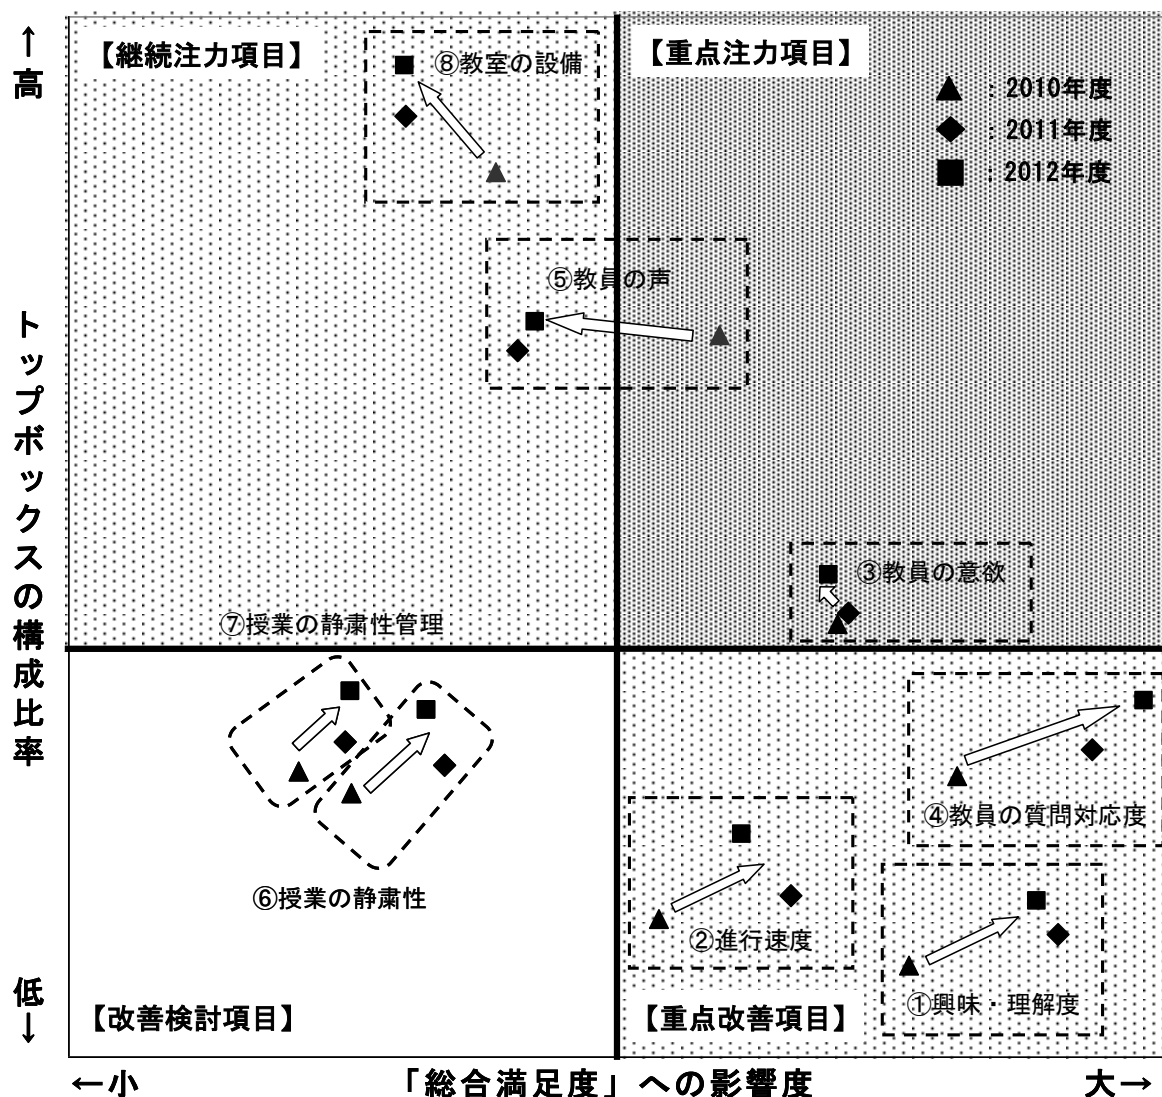 ↑
高
【継続注力項目】
⑧教室の設備
【重点注力項目】
▲ : 2010年度
◆ : 2011年度
■ : 2012年度
⑤教員の声
トップボックスの構成比率
③教員の意欲
⑦授業の静粛性管理
④教員の質問対応度
⑥授業の静粛性
②進行速度
①興味・理解度
低
↓
【改善検討項目】
【重点改善項目】
←小
「総合満足度」への影響度
大→